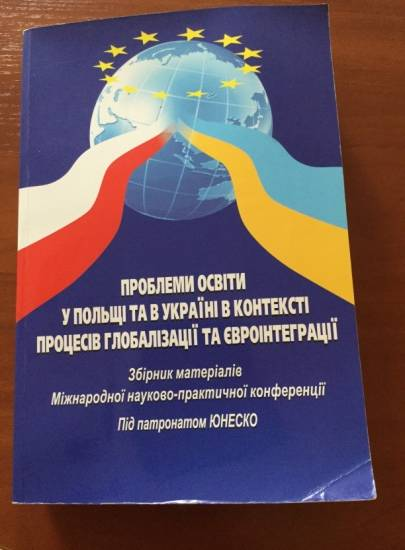 ПРОБЛЕМИ ОСВІТИ
У ПОЛЬЩІ ТА В УКРАЇНІ В КОНТЕКСТІ
ПРОЦЕСІВ ГЛОБАЛІЗАЦІЇ ТА ЄВРОІНТЕГРАЦІЇ
Збірник матеріалів
Міжнародної науково-практичної конференції
Під патронатом ЮНЕСКО